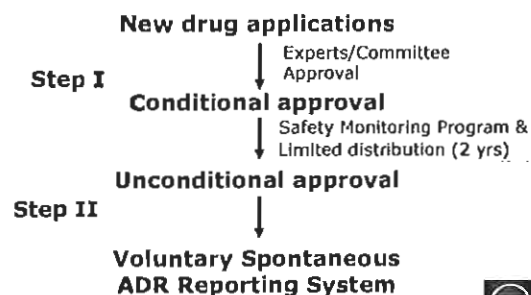 New drug applications
Experts/Committee
Approval
Step I
Conditional approval
Safety Monitoring Program &
Limited distribution (2 yrs)
Unconditional approval
Step II
Voluntary Spontaneous
ADR Reporting System